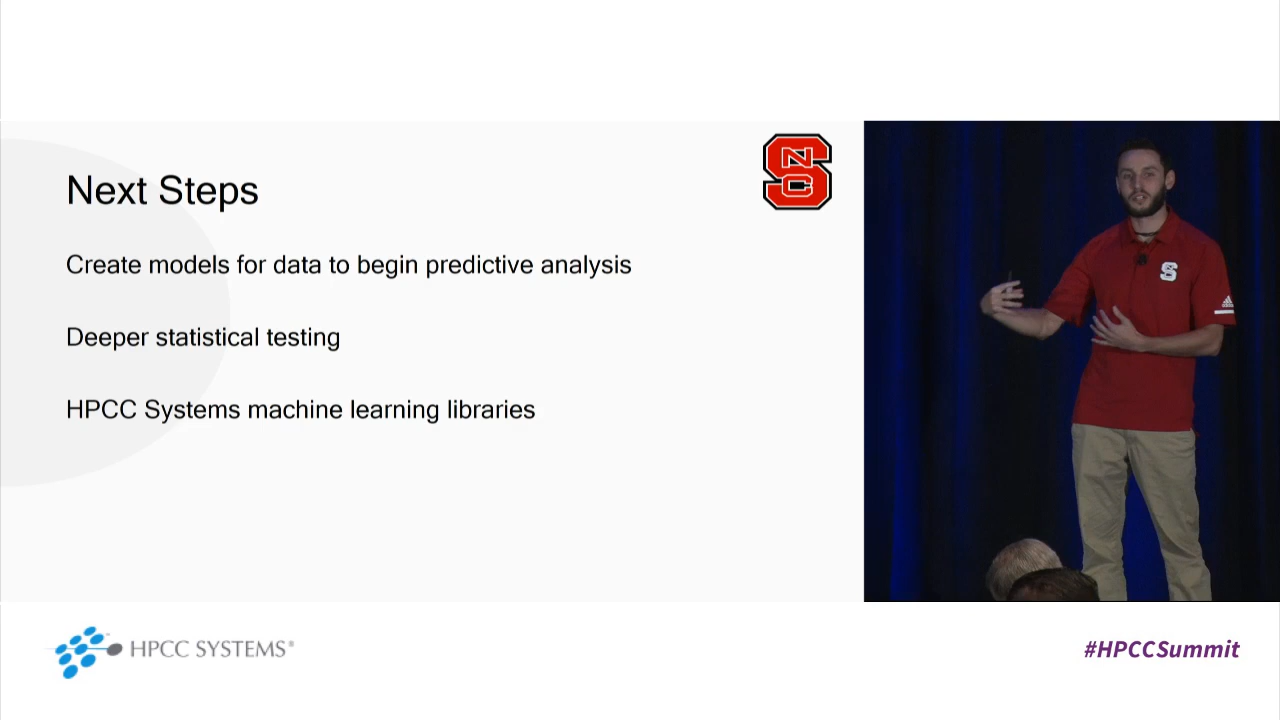 Next Steps
Create models for data to begin predictive analysis
Deeper statistical testing
HPCC Systems machine learning libraries
NC
S
S
HPCC SYSTEMS®
#HPCCSummit